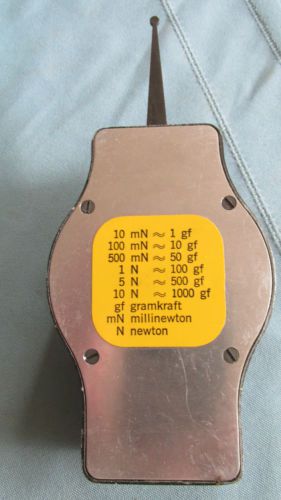 10 mN ≈ 1 gf
100 mN ≈ 10 gf
500 mN ≈ 50 gf
1 N ≈ 100 gf
5 N ≈ 500 gf
10 N ≈ 1000 gf
gf gramkraft
mN millinewton
N newton